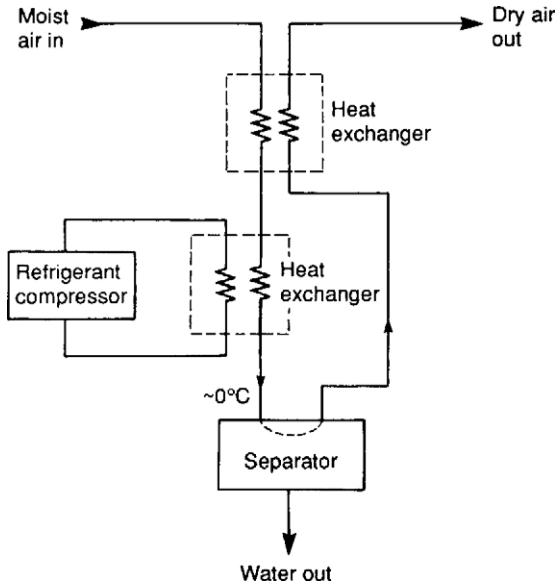 Moist
air in
Dry air
out
Heat
exchanger
Refrigerant
compressor
Heat
exchanger
~0°C
Separator
Water out